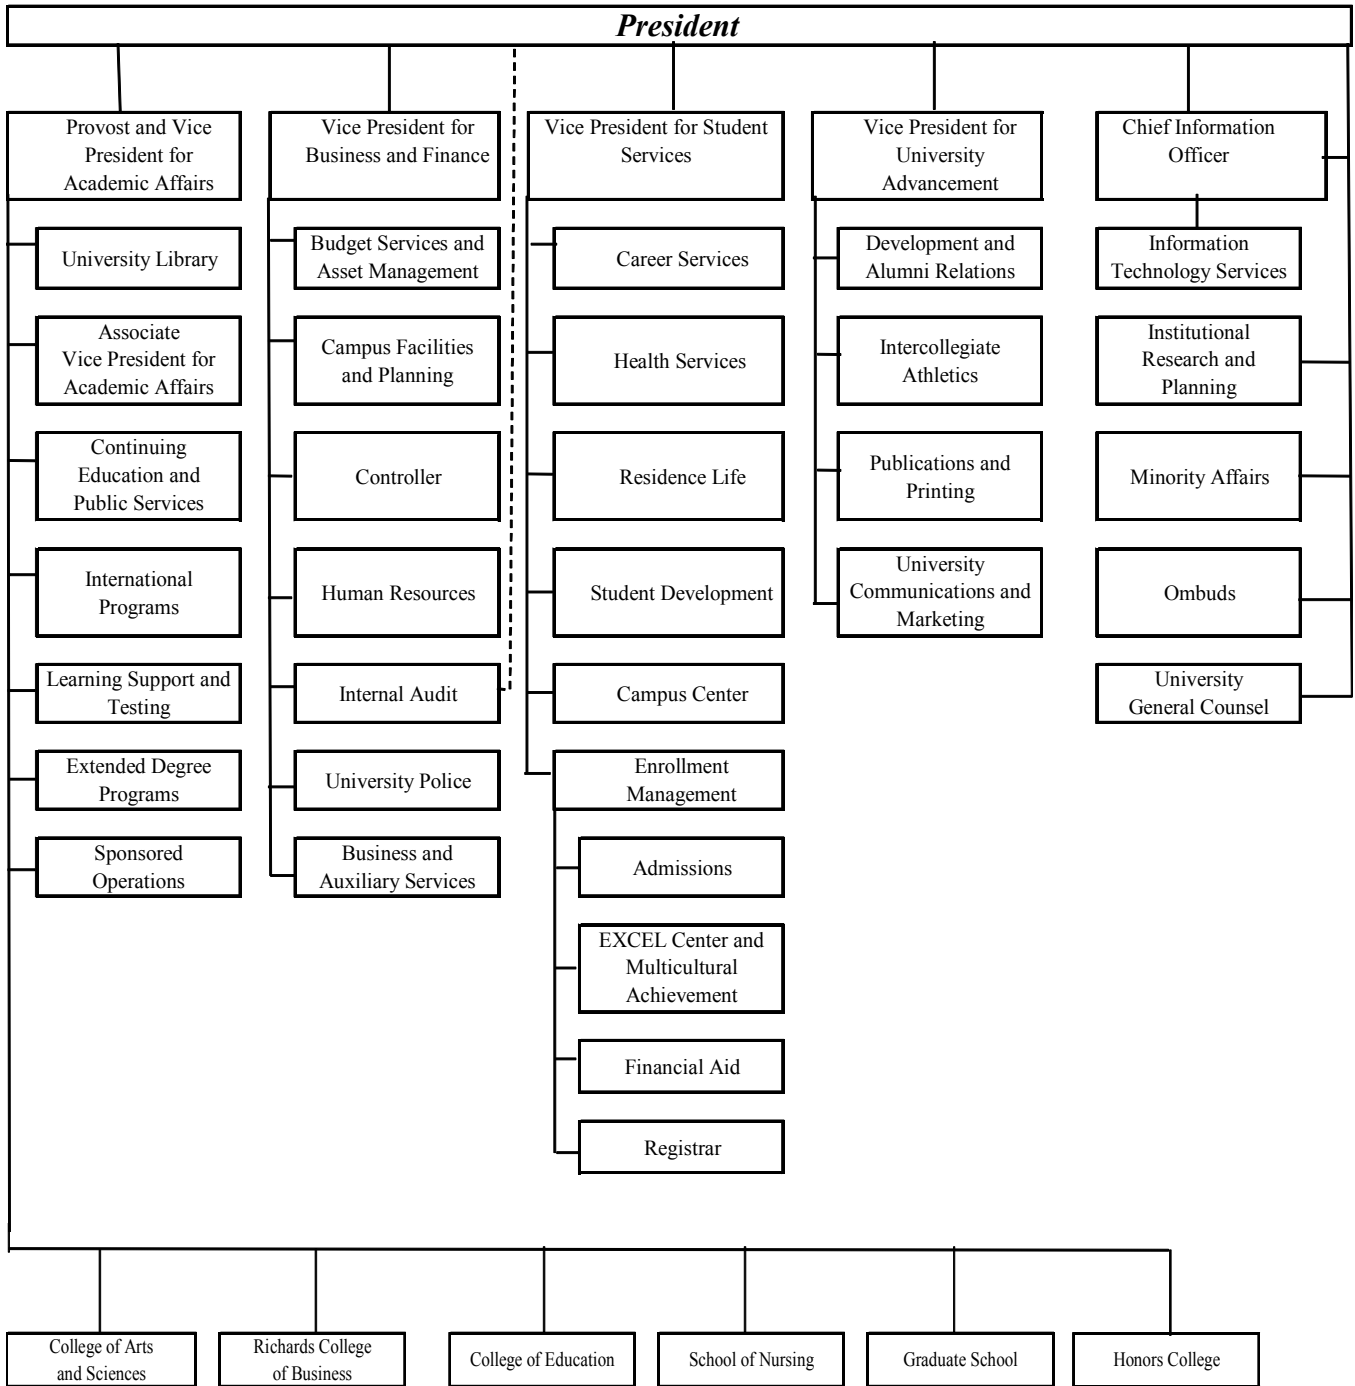 President
Provost and Vice
President for
Academic Affairs
Vice President for
Business and Finance
Vice President for Student
Services
Vice President for
University
Advancement
Chief Information
Officer
University Library
Budget Services and
Asset Management
Career Services
Development and
Alumni Relations
Information
Technology Services
Associate
Vice President for
Academic Affairs
Campus Facilities
and Planning
Health Services
Intercollegiate
Athletics
Institutional
Research and
Planning
Continuing
Education and
Public Services
Controller
Residence Life
Publications and
Printing
Minority Affairs
International
Programs
Human Resources
Student Development
University
Communications and
Marketing
Ombuds
Learning Support and
Testing
Internal Audit
Campus Center
University
General Counsel
Extended Degree
Programs
University Police
Enrollment
Management
Sponsored
Operations
Business and
Auxiliary Services
Admissions
EXCEL Center and
Multicultural
Achievement
Financial Aid
Registrar
College of Arts
and Sciences
Richards College
of Business
College of Education
School of Nursing
Graduate School
Honors College